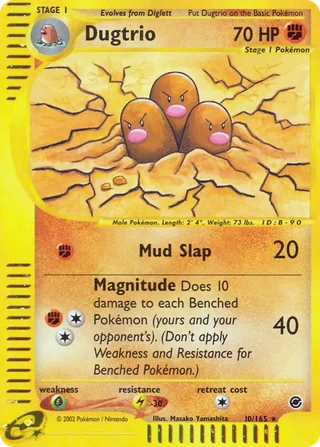 STAGE 1
Evolves from Diglett
Put Dugtrio on the Basic Pokémon
Dugtrio
70 HP
Stage 1 Pokémon
Mole Pokémon. Length: 2' 4", Weight: 73 lbs. ID:B-90
Mud Slap
20
Magnitude Does 10
damage to each Benched
Pokémon (yours and your
opponent's). (Don't apply
Weakness and Resistance for
Benched Pokémon.)
40
weakness
resistance
retreat cost
-30
©2002 Pokémon / Nintendo
Illus. Masako Yamashita
10/165 ★
e